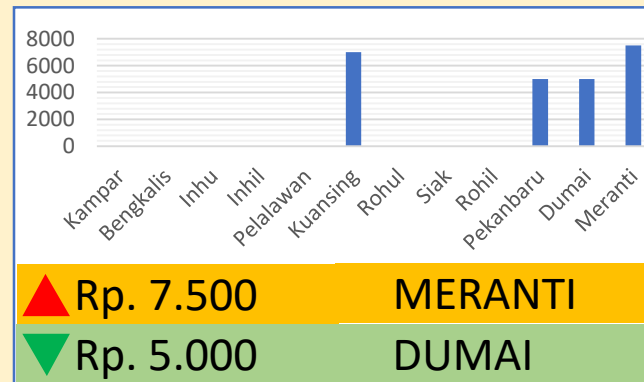 8000
6000
4000
2000
0
Kampar
Bengkalis
Inhu
Inhil
Pelalawan
Kuansing
Rohul
Siak
Rohil
Pekanbaru
Dumai
Meranti
Rp. 7.500 MERANTI
Rp. 5.000 DUMAI